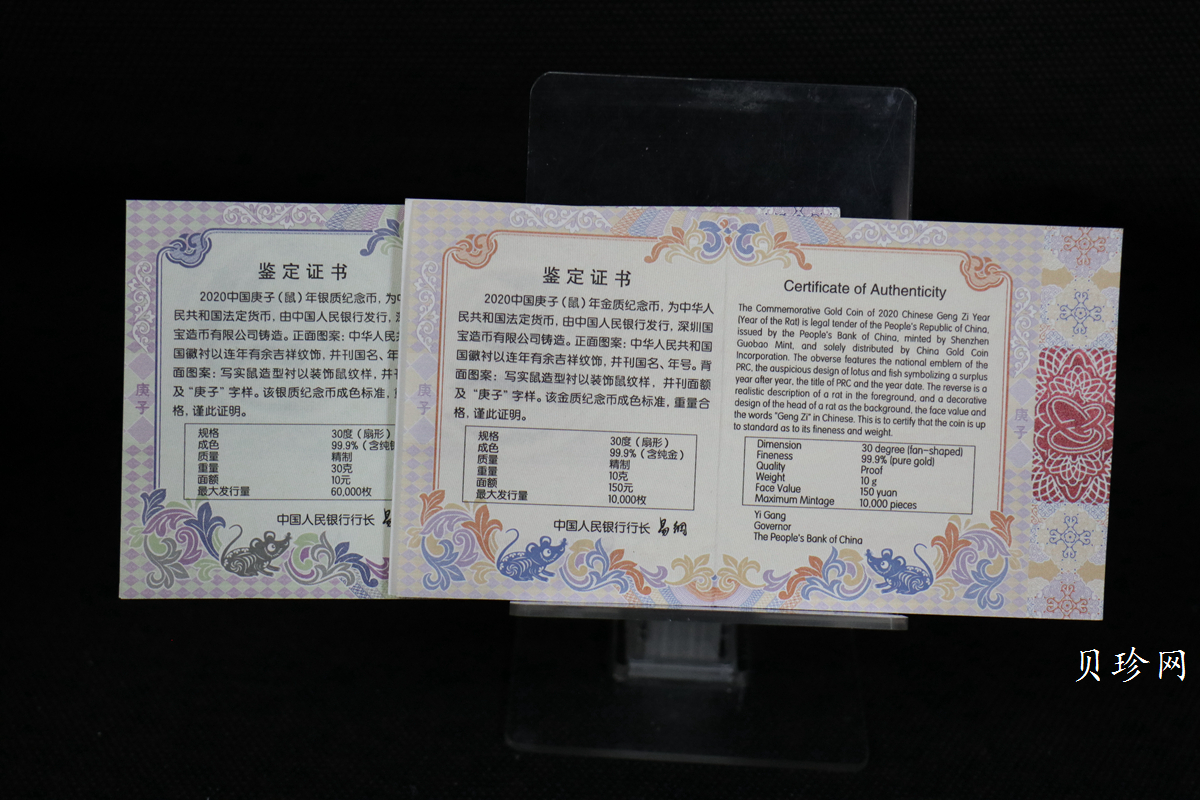 鉴定证书
2020中国庚子（鼠）年银质纪念币，为中
民共和国法定货币，由中国人民银行发行，
宝造币有限公司铸造。正面图案：中华人民共
国徽衬以连年有余吉祥纹饰，并刊国名、年
面图案：写实鼠造型衬以装饰鼠纹样，并刊
及“庚子”字样。该银质纪念币成色标准，
格，谨此证明。
规格 30度（扇形）
成色 99.9%（含纯
质量 精制
重量 30克
面额 10元
最大发行量 60,000枚
中国人民银行行长
庚子
鉴定证书
2020中国庚子（鼠）年金质纪念币，为中华人
民共和国法定货币，由中国人民银行发行，深圳国
宝造币有限公司铸造。正面图案：中华人民共和国
国徽衬以连年有余吉祥纹饰，并刊国名、年号。背
面图案：写实鼠造型衬以装饰鼠纹样，并刊面额
及“庚子”字样。该金质纪念币成色标准，重量合
格，谨此证明。
规格 30度（扇形）
成色 99.9%（含纯金）
质量 精制
重量 10克
面额 150元
最大发行量 10,000枚
中国人民银行行长 易纲
庚子
Certificate of Authenticity
The Commemorative Gold Coin of 2020 Chinese Geng Zi Year
(Year of the Rat) is legal tender of the People's Republic of China,
issued by the People's Bank of China, minted by Shenzhen
Guobao Mint, and solely distributed by China Gold Coin
Incorporation. The obverse features the national emblem of the
PRC, the auspicious design of lotus and fish symbolizing a surplus
year after year, the title of PRC and the year date. The reverse is a
realistic description of a rat in the foreground, and a decorative
design of the head of a rat as the background, the face value and
the words "Geng Zi" in Chinese. This is to certify that the coin is up
to standard as to its fineness and weight.
Dimension 30 degree (fan-shaped)
Fineness 99.9% (pure gold)
Quality Proof
Weight 10 g
Face Value 150 yuan
Maximum Mintage 10,000 pieces
Yi Gang
Governor
The People's Bank of China
庚子
贝珍网